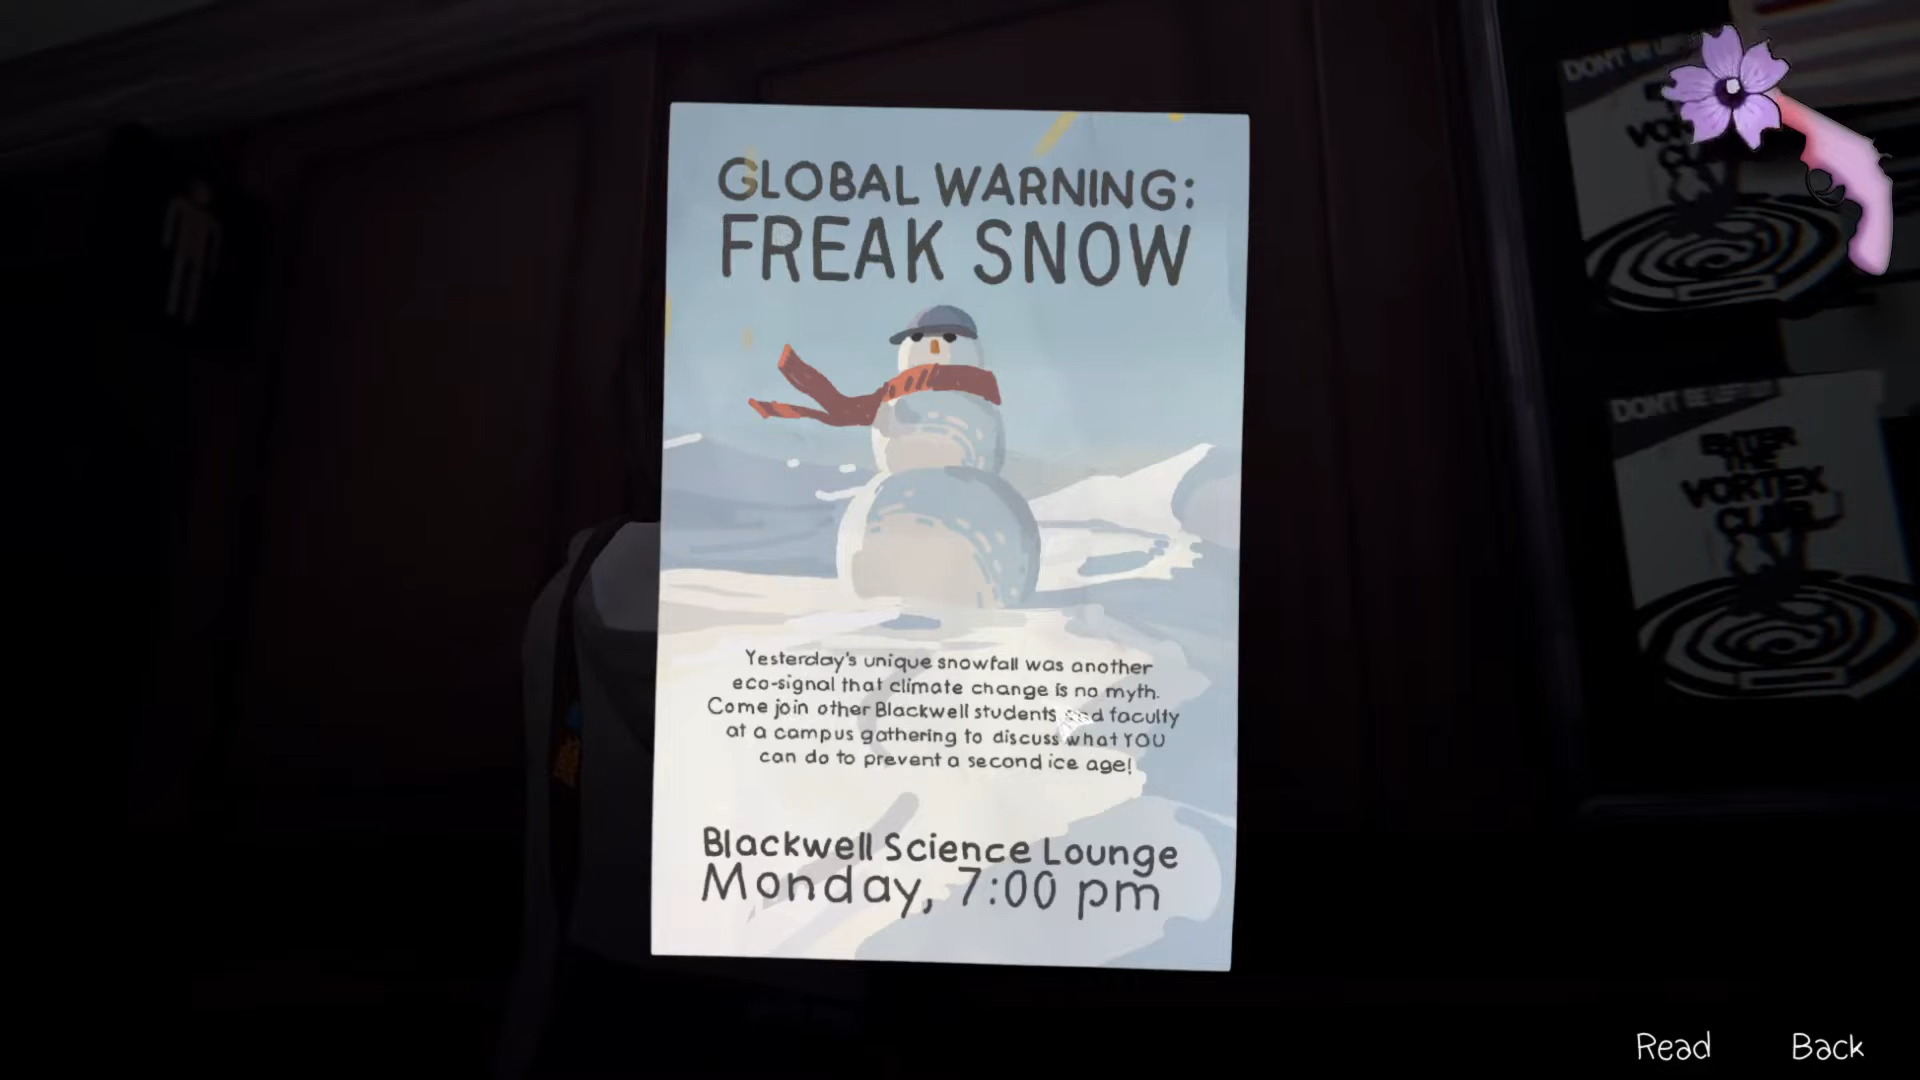 GLOBAL WARNING:
FREAK SNOW
Yesterday's unique snowfall was another
eco-signal that climate change is no myth.
Come join other Blackwell students and faculty
at a campus gathering to discuss what YOU
can do to prevent a second ice age!
Blackwell Science Lounge
Monday, 7:00 pm
DON'T BE
DON'T BE
ENTER
THE
VORTEX
CLUB
Read
Back